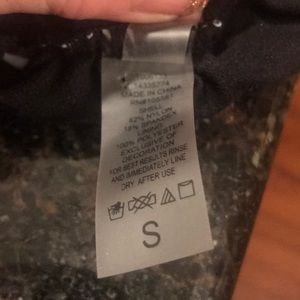 MADE IN CHINA
SHELL
82% NYLON
18% SPANDEX
LINING
100% POLYESTER
EXCLUSIVE OF
DECORATION
FOR BEST RESULTS RINSE
AND IMMEDIATELY LINE
DRY AFTER USE
S